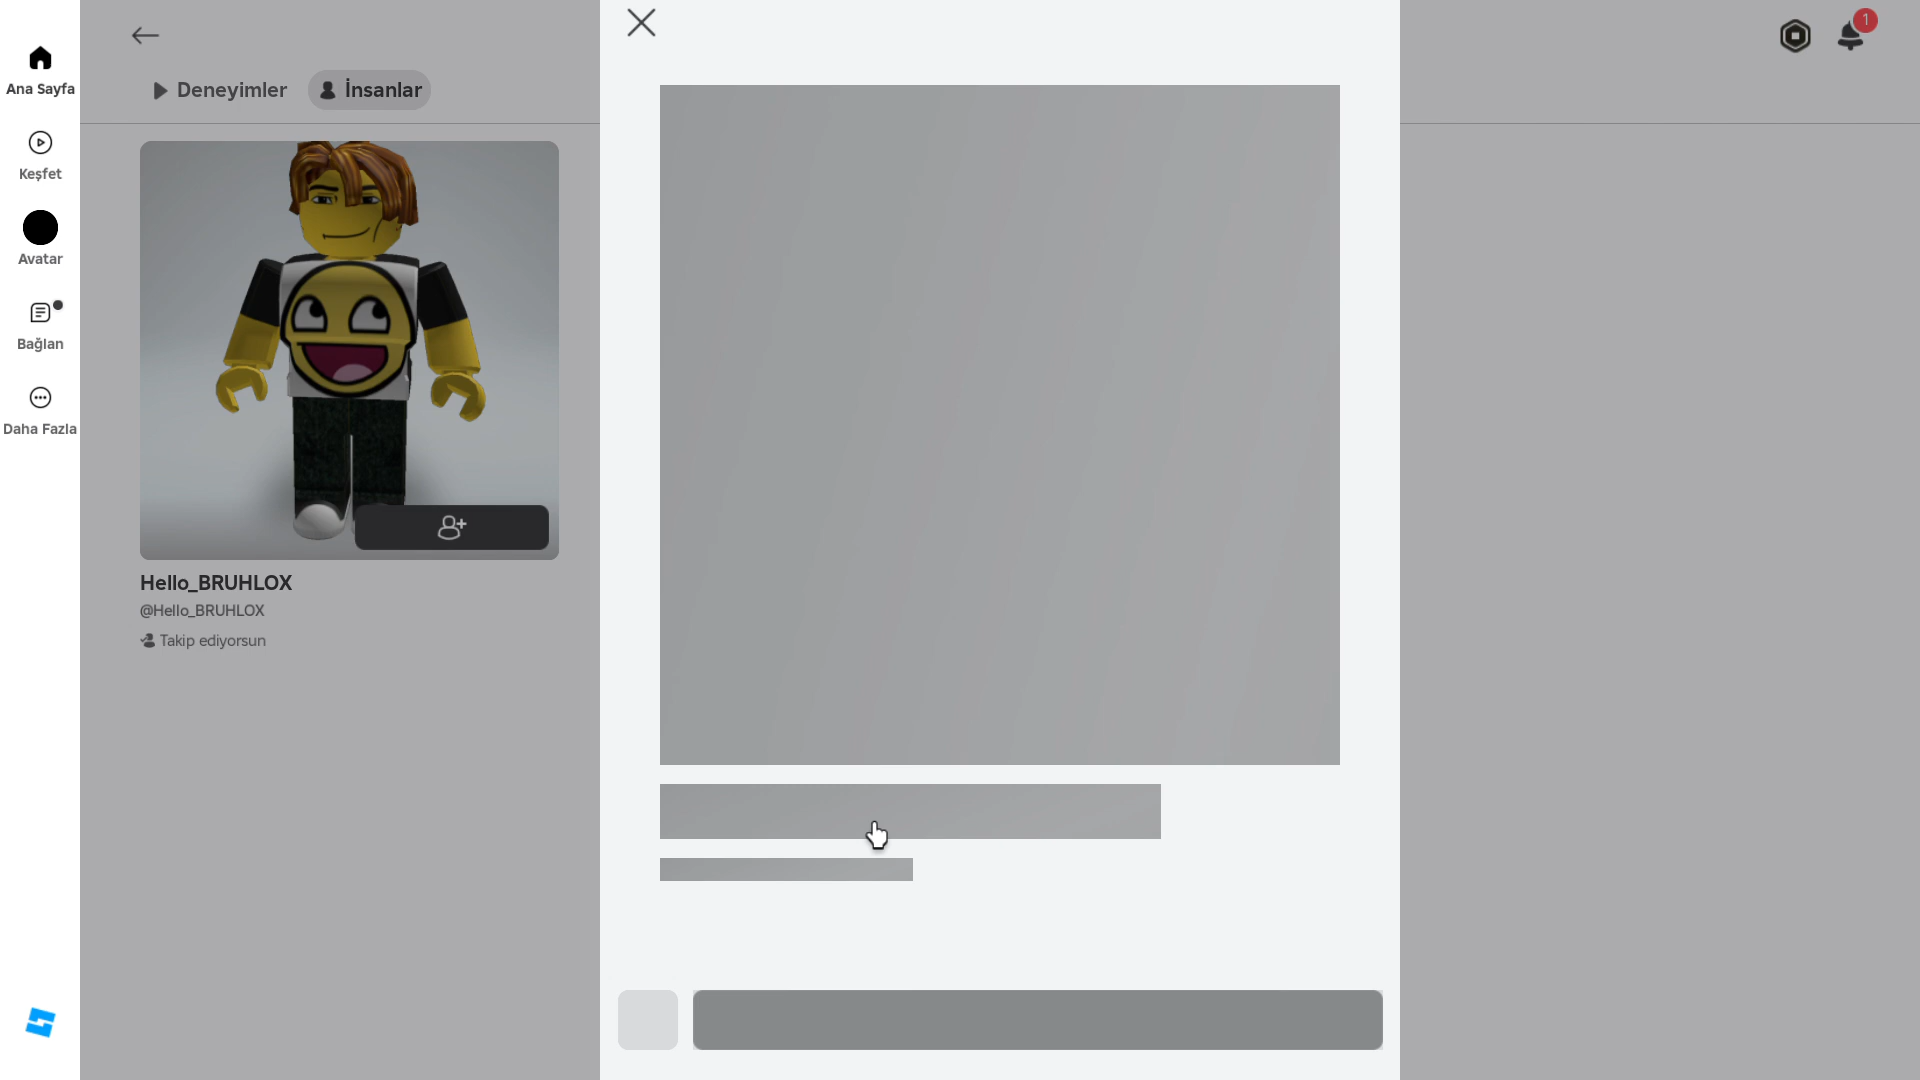 Ana Sayfa
Keşfet
Avatar
Bağlan
Daha Fazla
Deneyimler
İnsanlar
1
Hello_BRUHLOX
@Hello_BRUHLOX
Takip ediyorsun